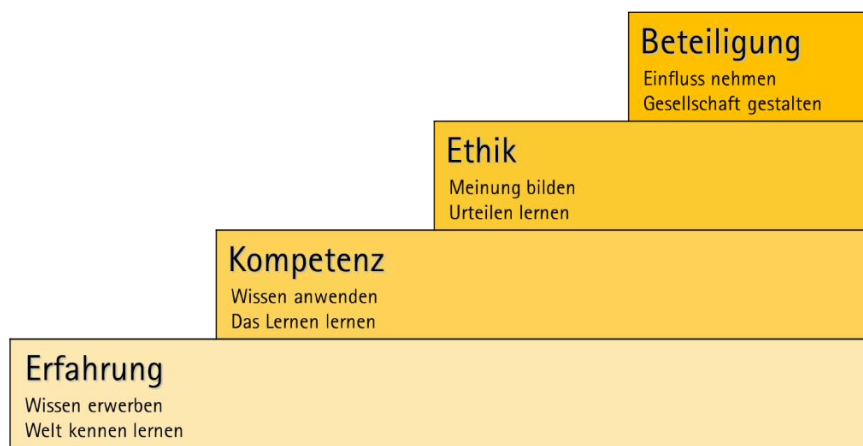 Beteiligung
Einfluss nehmen
Gesellschaft gestalten
Ethik
Meinung bilden
Urteilen lernen
Kompetenz
Wissen anwenden
Das Lernen lernen
Erfahrung
Wissen erwerben
Welt kennen lernen